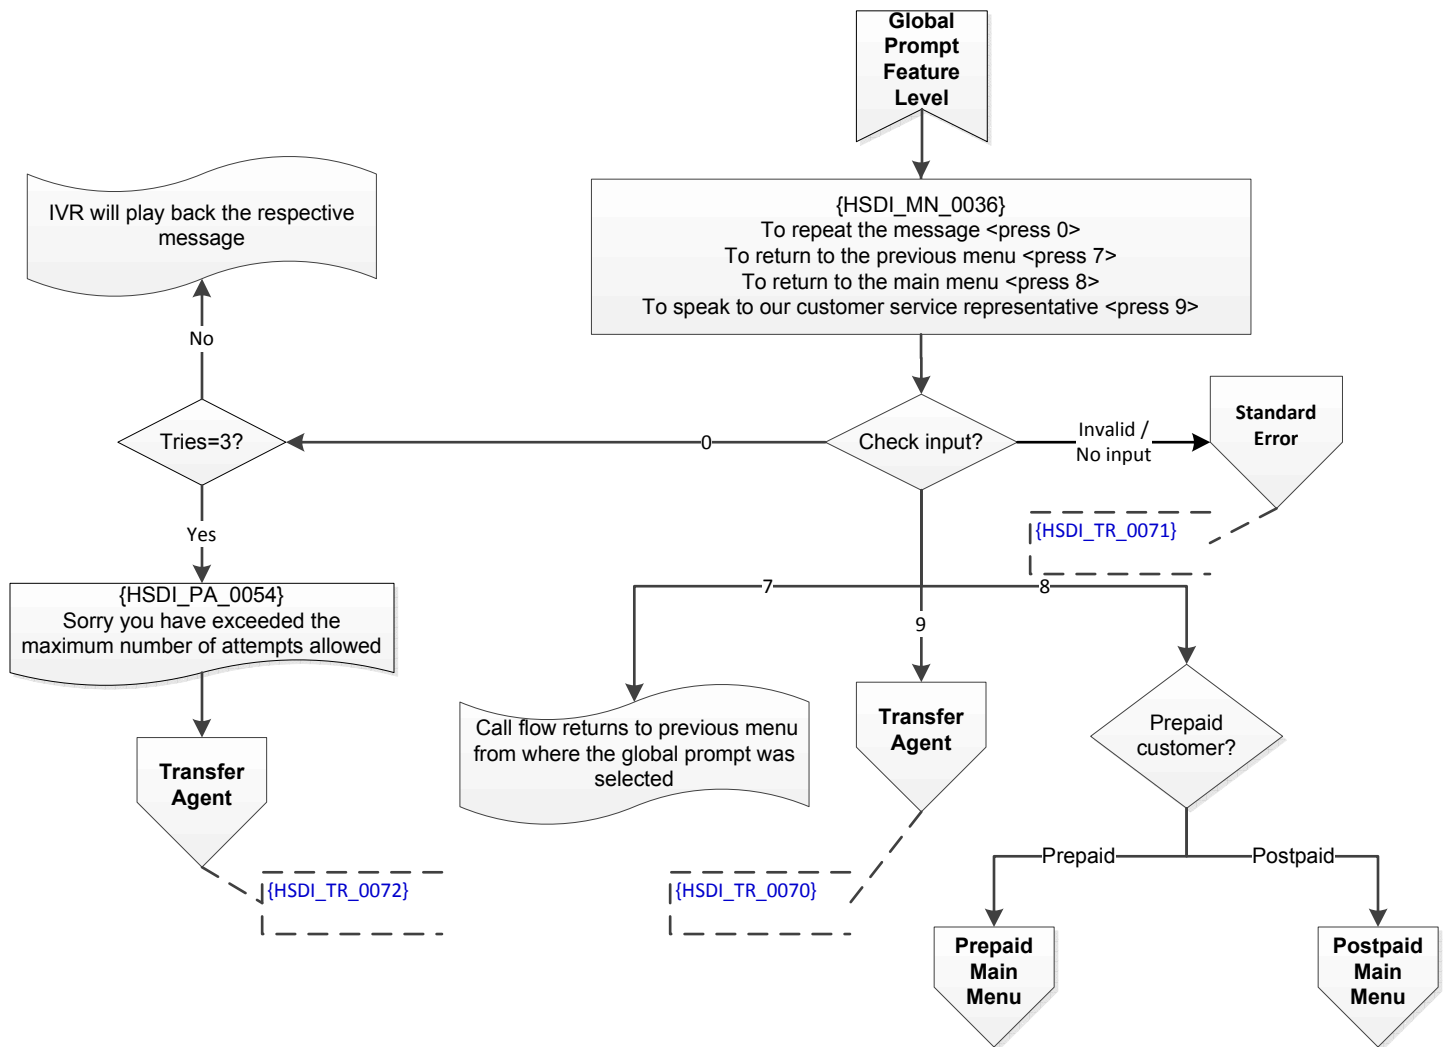 Global
Prompt
Feature
Level
{HSDI_MN_0036}
To repeat the message <press 0>
To return to the previous menu <press 7>
To return to the main menu <press 8>
To speak to our customer service representative <press 9>
IVR will play back the respective
message
No
Tries=3?
0
Check input?
Invalid /
No input
Standard
Error
{HSDI_TR_0071}
Yes
{HSDI_PA_0054}
Sorry you have exceeded the
maximum number of attempts allowed
Transfer
Agent
{HSDI_TR_0072}
7
9
8
Call flow returns to previous menu
from where the global prompt was
selected
Transfer
Agent
{HSDI_TR_0070}
Prepaid
customer?
Prepaid
Postpaid
Prepaid
Main
Menu
Postpaid
Main
Menu